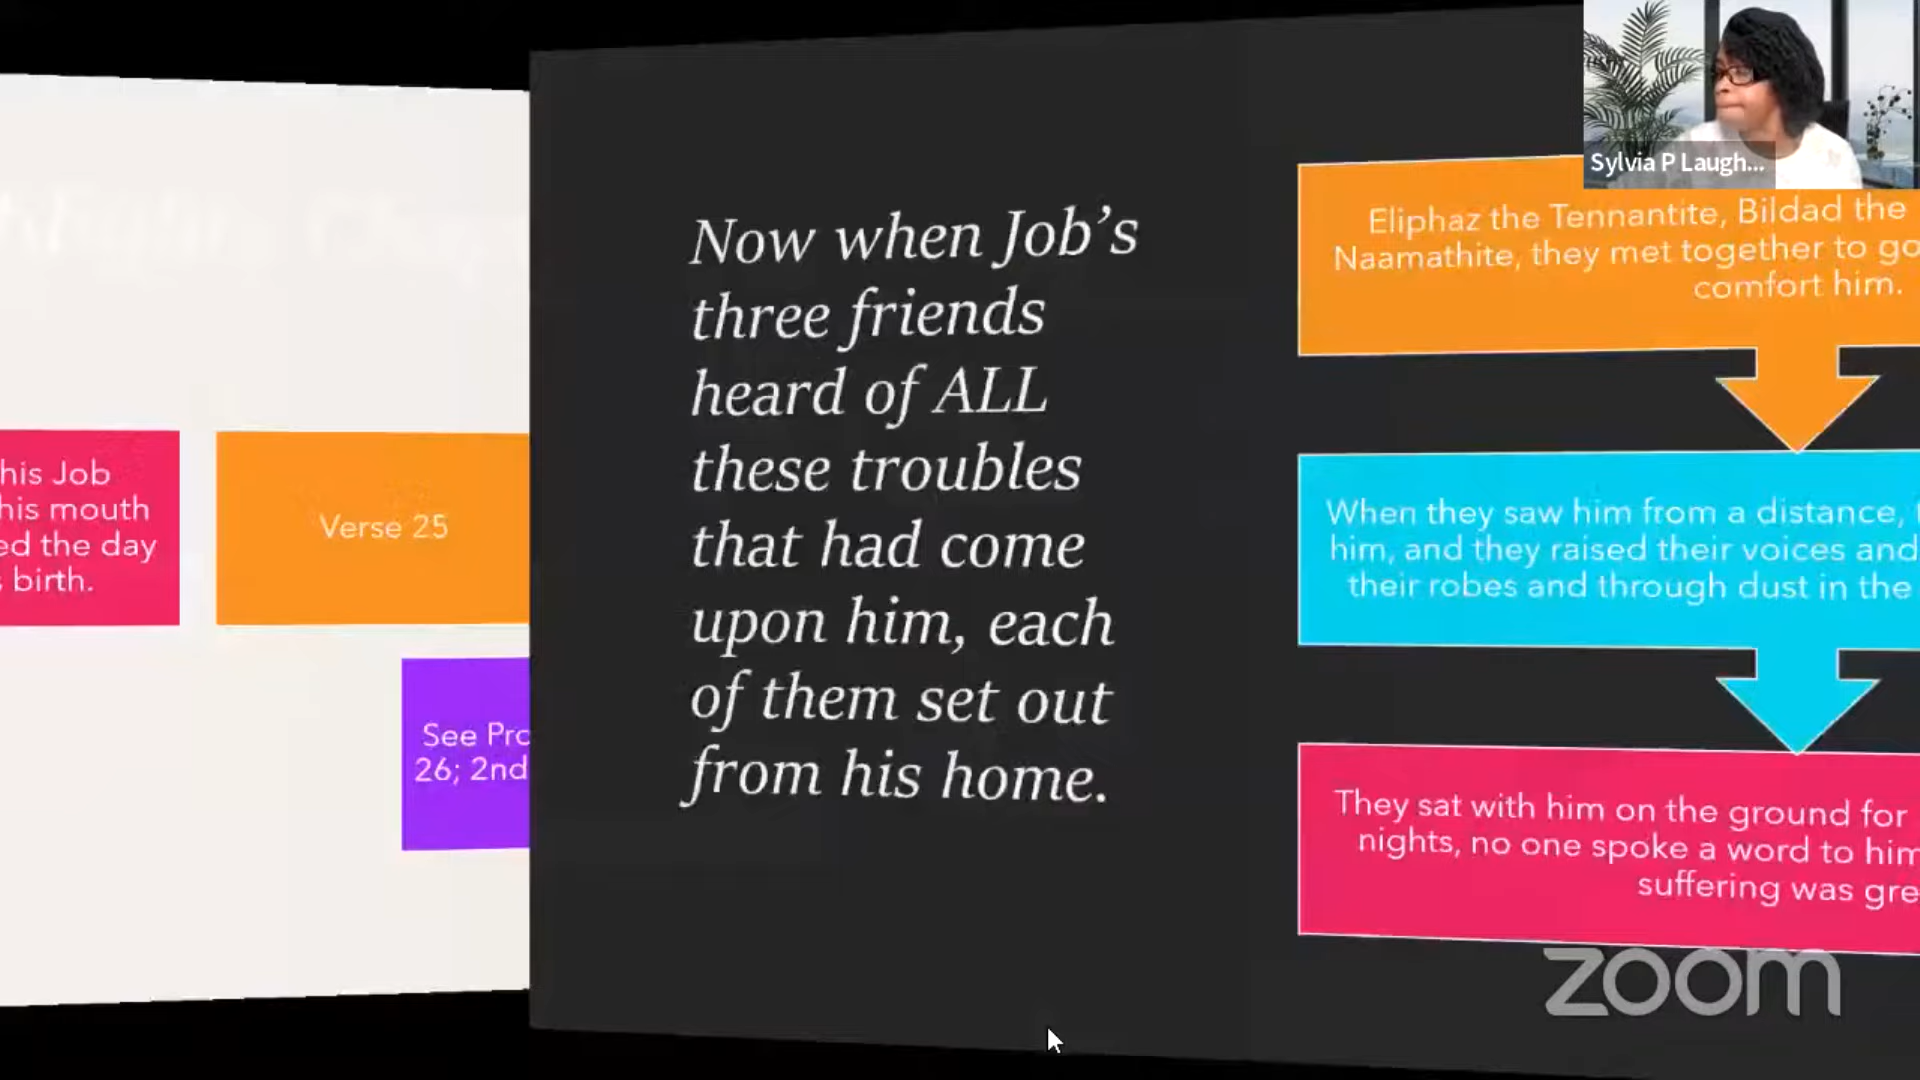 his Job
his mouth
ed the day
birth.
Verse 25
See Pro
26; 2nd
Now when Job's
three friends
heard of ALL
these troubles
that had come
upon him, each
of them set out
from his home.
Sylvia P Laugh...
Eliphaz the Tennantite, Bildad the
Naamathite, they met together to go
comfort him.
When they saw him from a distance,
him, and they raised their voices and
their robes and through dust in the
They sat with him on the ground for
nights, no one spoke a word to him
suffering was gre
zoom